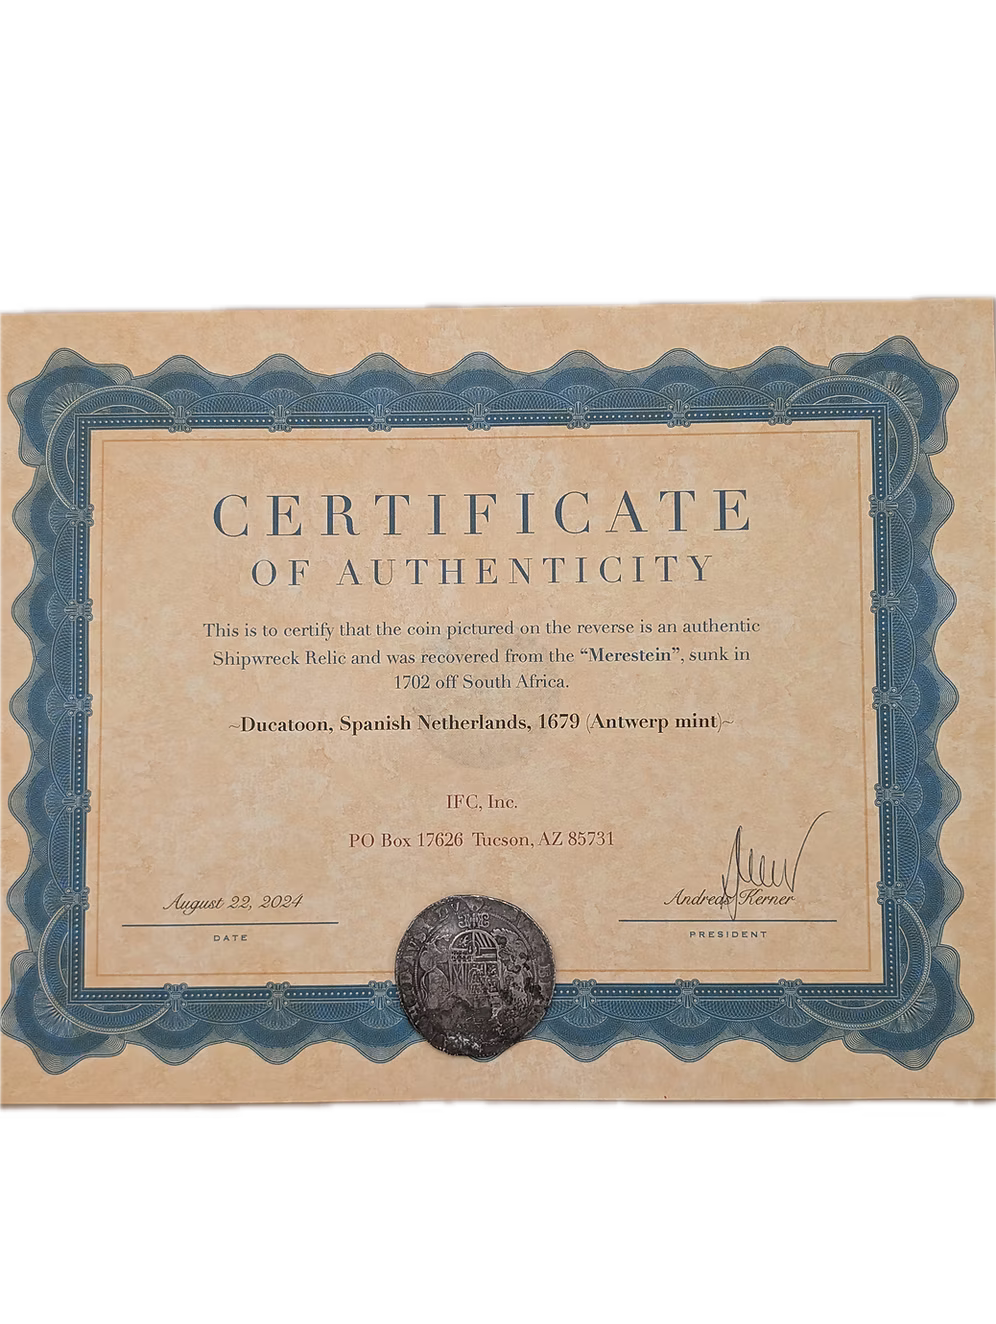 CERTIFICATE
OF AUTHENTICITY
This is to certify that the coin pictured on the reverse is an authentic
Shipwreck Relic and was recovered from the “Merestein”, sunk in
1702 off South Africa.
~Ducatoon, Spanish Netherlands, 1679 (Antwerp mint)~
IFC, Inc.
PO Box 17626 Tucson, AZ 85731
August 22, 2024
DATE
Andreas Kerner
PRESIDENT